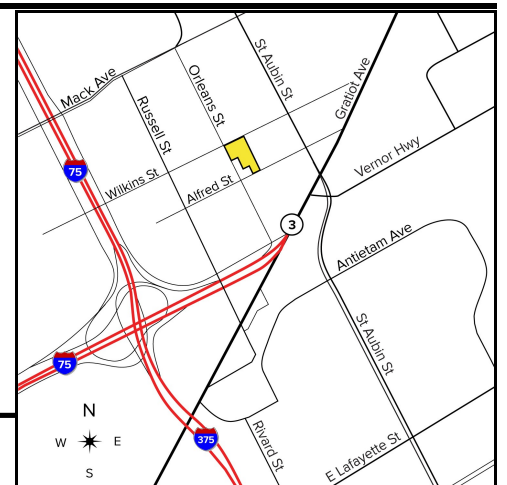 Mack Ave
St Aubin St
Gratiot Ave
Orleans St
Russell St
Vernor Hwy
75
Wilkins St
Alfred St
3
Antietam Ave
St Aubin St
75
N
W E
S
375
Rivard St
E Lafayette St